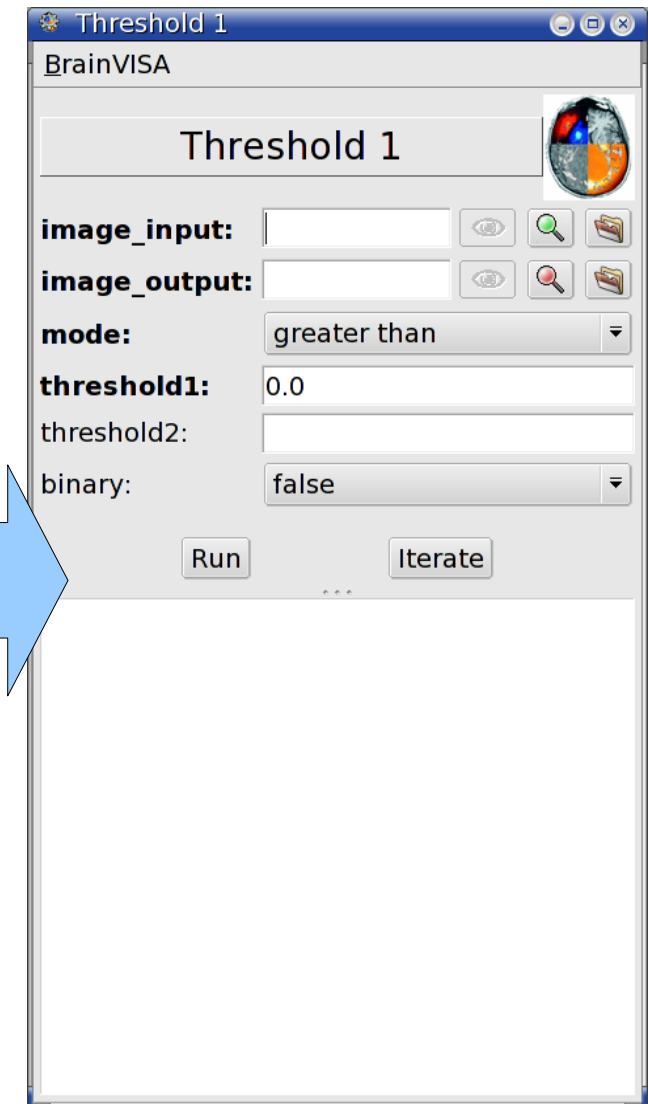 Threshold 1
BrainVISA
Threshold 1
image_input:
image_output:
mode: greater than
threshold1: 0.0
threshold2:
binary: false
Run Iterate